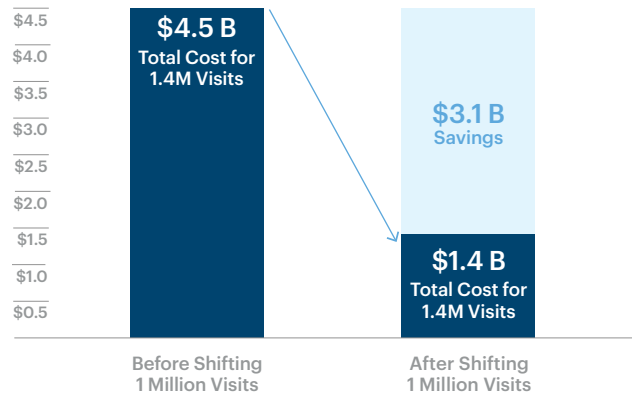 $4.5
$4.0
$3.5
$3.0
$2.5
$2.0
$1.5
$1.0
$0.5
$4.5 B
Total Cost for
1.4M Visits
$3.1 B
Savings
$1.4 B
Total Cost for
1.4M Visits
Before Shifting
1 Million Visits
After Shifting
1 Million Visits